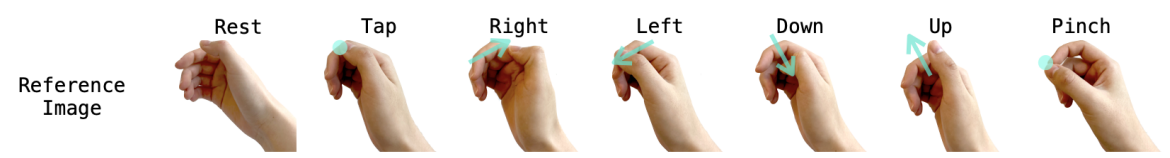 Rest Tap Right Left Down Up Pinch
Reference
Image